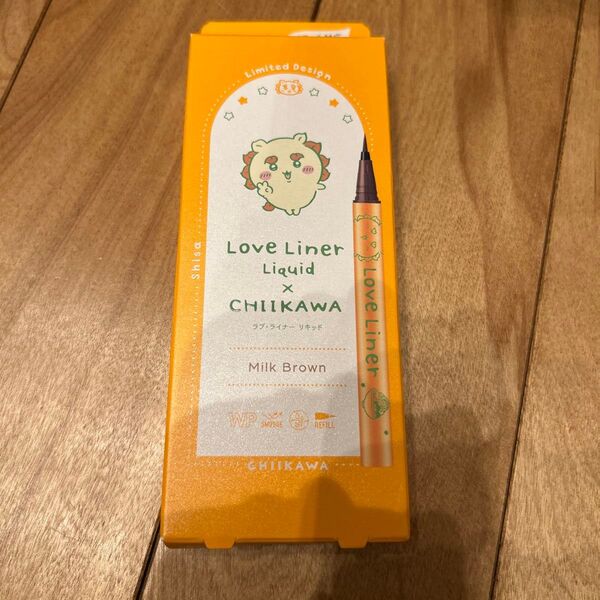 Limited Design
Shisa
Love Liner
Liquid
×
CHIIKAWA
ラブ・ライナー リキッド
Milk Brown
WP
SMUDGE
REFILL
CHIIKAWA
Love Liner